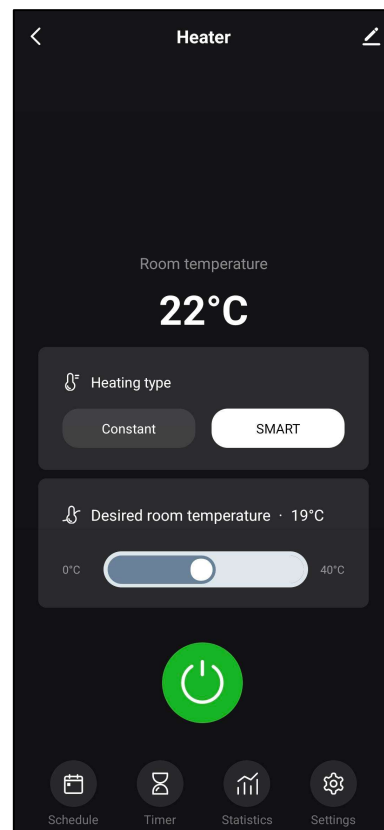 Heater
Room temperature
22°C
Heating type
Constant SMART
Desired room temperature · 19°C
0°C 40°C
Schedule Timer Statistics Settings